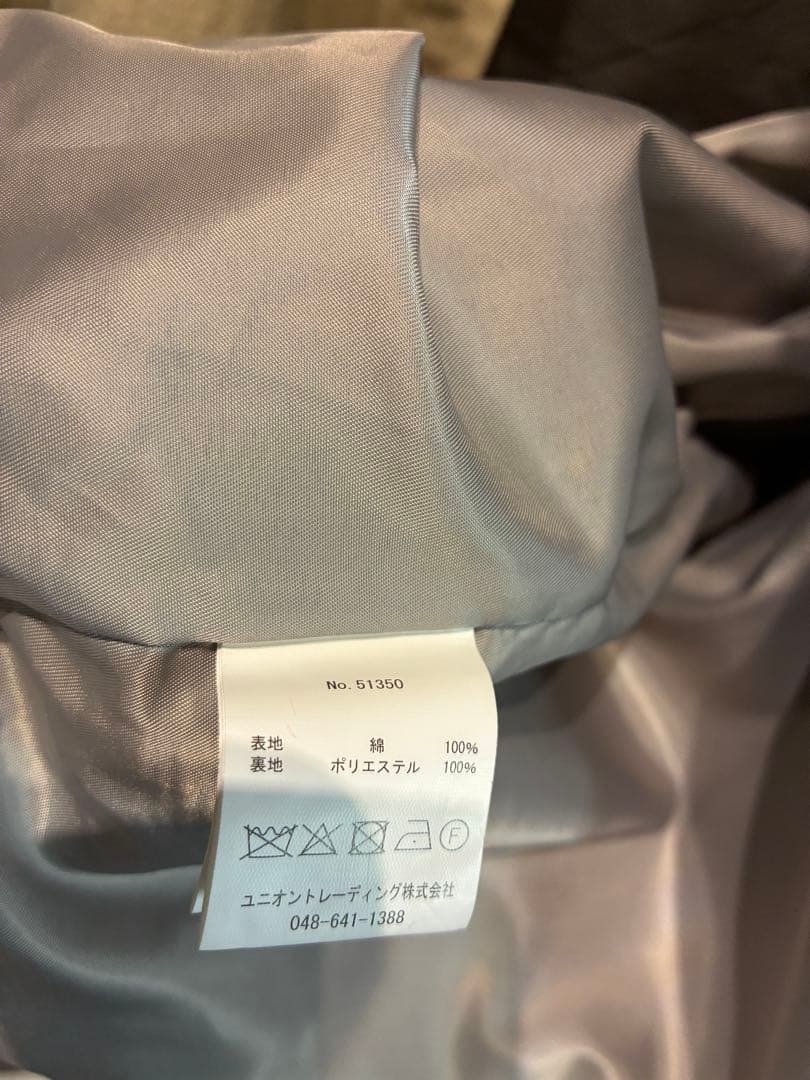 No. 51350
表地 綿 100%
裏地 ポリエステル 100%
F
ユニオントレーディング株式会社
048-641-1388